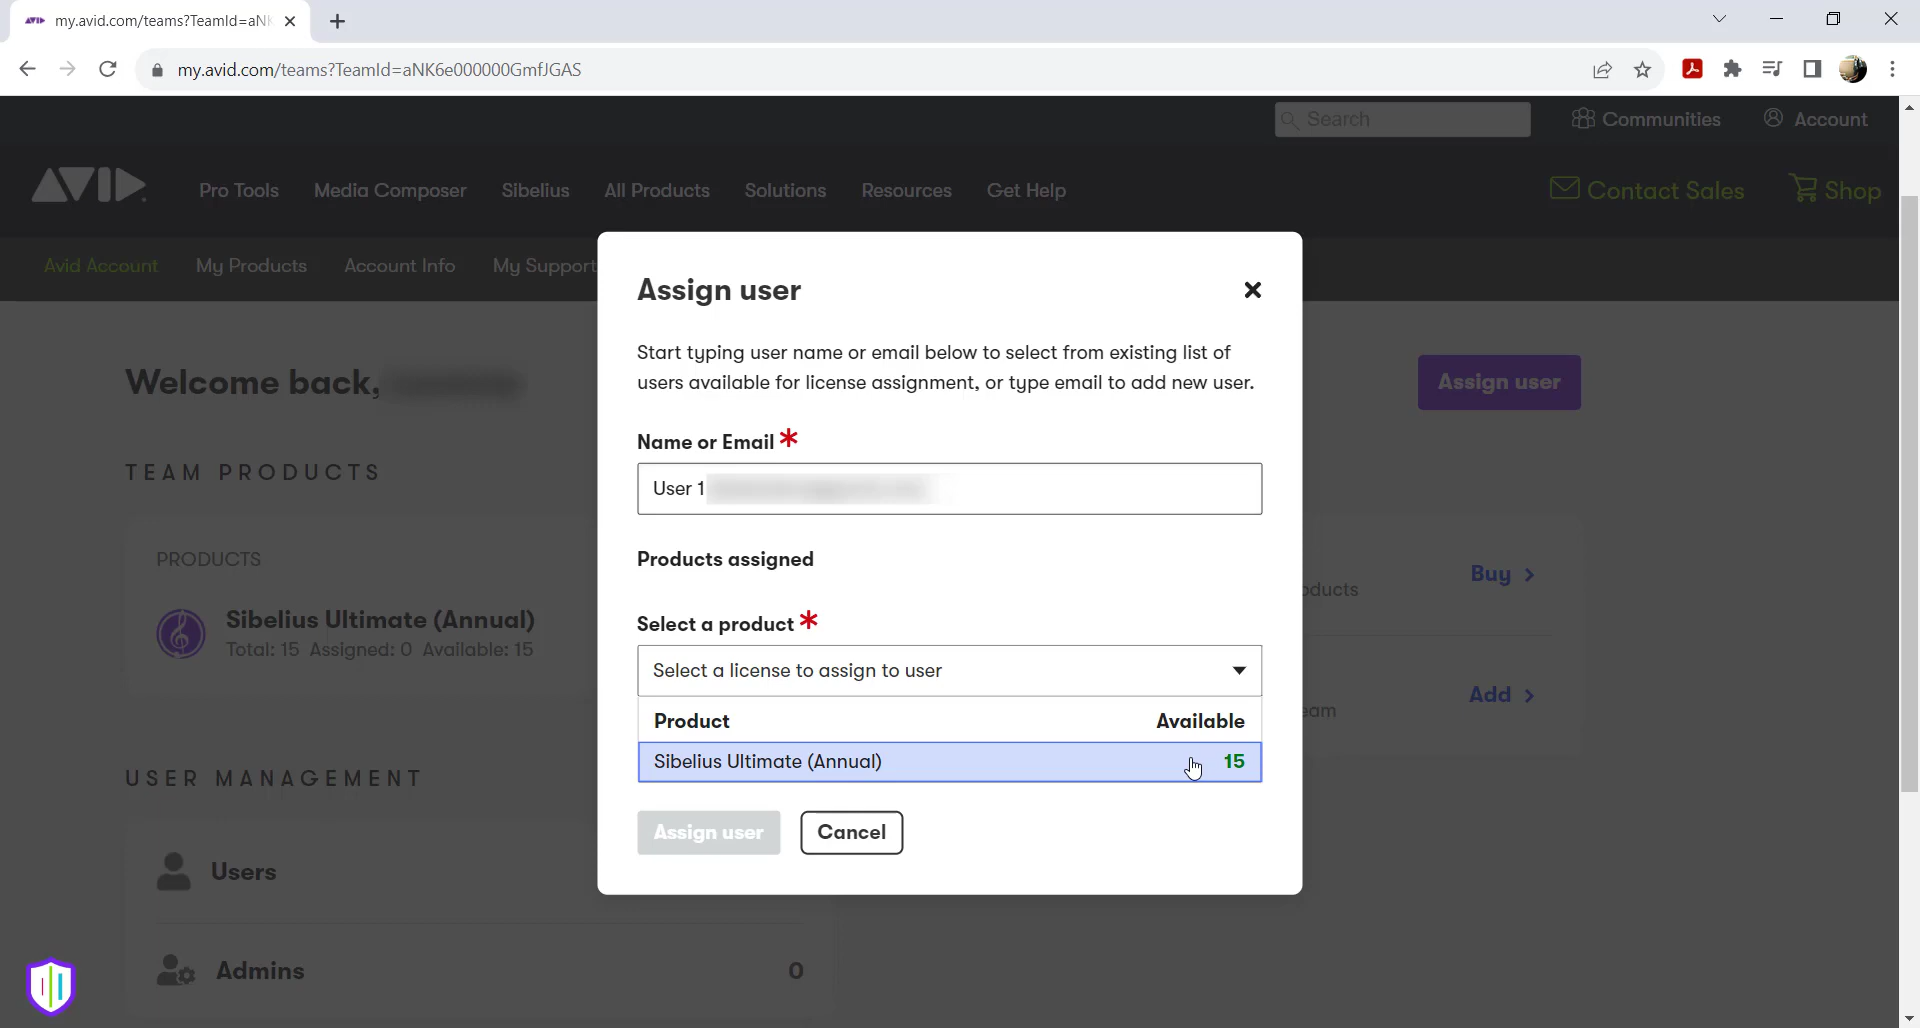 my.avid.com/teams?TeamId=aNK
my.avid.com/teams?TeamId=aNK6e000000GmfJGAS
Search
Communities
Account
AVID
Pro Tools
Media Composer
Sibelius
All Products
Solutions
Resources
Get Help
Contact Sales
Shop
Avid Account
My Products
Account Info
My Support
Assign user
Start typing user name or email below to select from existing list of
users available for license assignment, or type email to add new user.
Welcome back,
Assign user
Name or Email *
TEAM PRODUCTS
User 1
PRODUCTS
Products assigned
Buy
oducts
Sibelius Ultimate (Annual)
Total: 15 Assigned: 0 Available: 15
Select a product *
Select a license to assign to user
Add
eam
Product Available
Sibelius Ultimate (Annual) 15
USER MANAGEMENT
Assign user
Cancel
Users
Admins 0